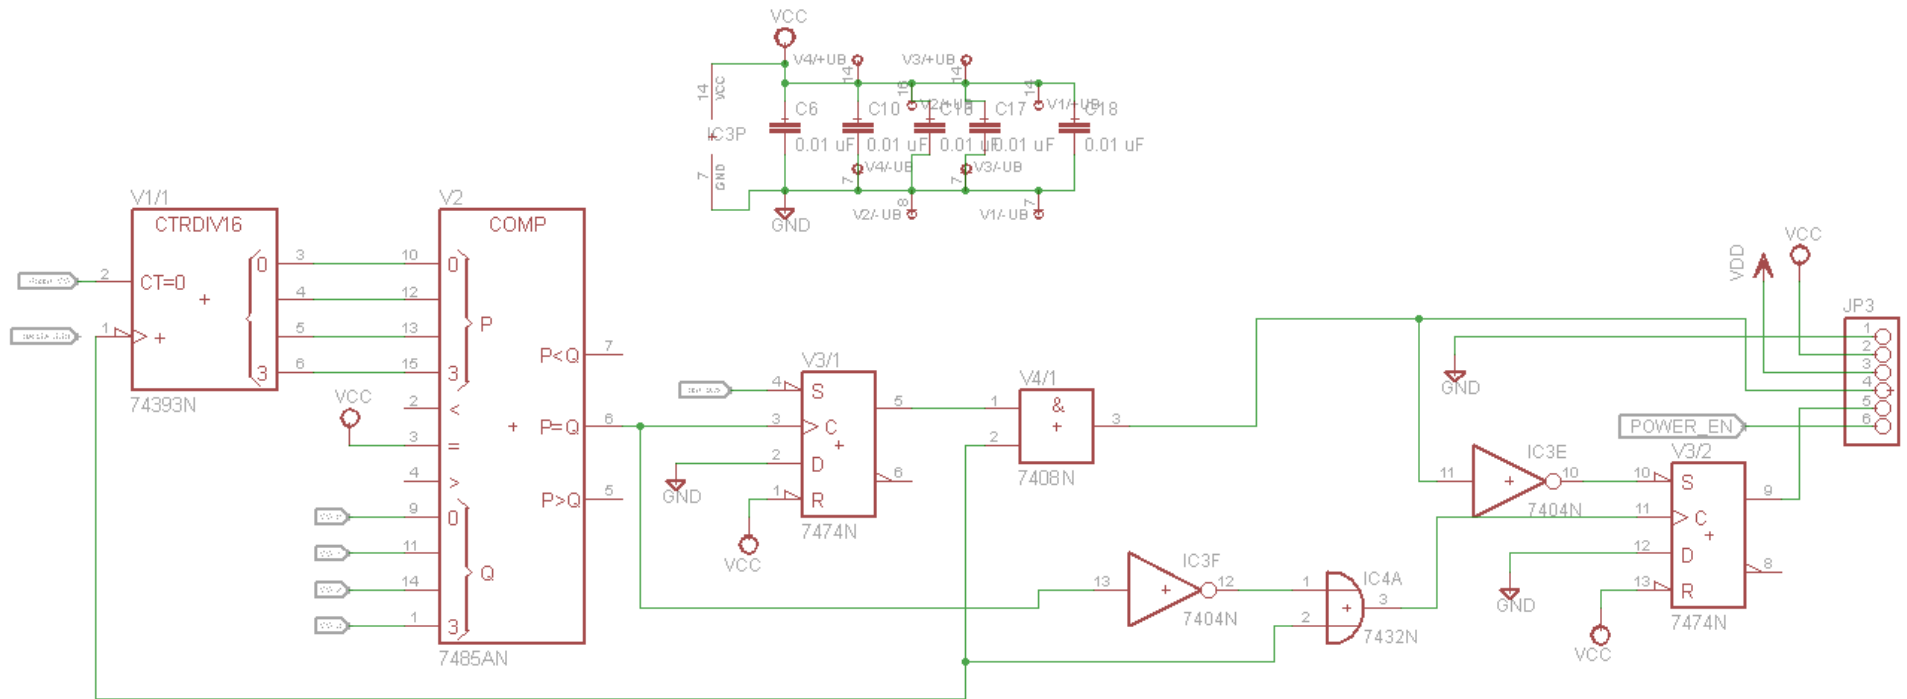 VCC
V4/+UB
V3/+UB
14
14
14
VCC
16
14
C6
C10
V2/+UB
C16
C17
V1/+UB
C18
IC3P
0.01 uF
0.01 uF
0.01 uF
0.01 uF
0.01 uF
7
GND
7
V4/-UB
7
V3/-UB
GND
V2/-UB
8
V1/-UB
7
V1/1
CTRDIV16
2
CT=0
1
+
0
3
3
4
5
6
74393N
V2
COMP
10
0
12
13
P
15
3
2
<
VCC
3
=
4
>
9
0
11
14
Q
1
3
P<Q
7
P=Q
6
P>Q
5
7485AN
V3/1
4
S
5
3
C
2
D
6
GND
1
R
7474N
VCC
V4/1
1
&
3
2
7408N
13
IC3F
12
7404N
IC4A
1
3
2
7432N
VDD
VCC
JP3
1
2
3
4
5
6
GND
POWER_EN
IC3E
11
10
7404N
V3/2
10
S
9
11
C
12
D
8
GND
13
R
7474N
VCC